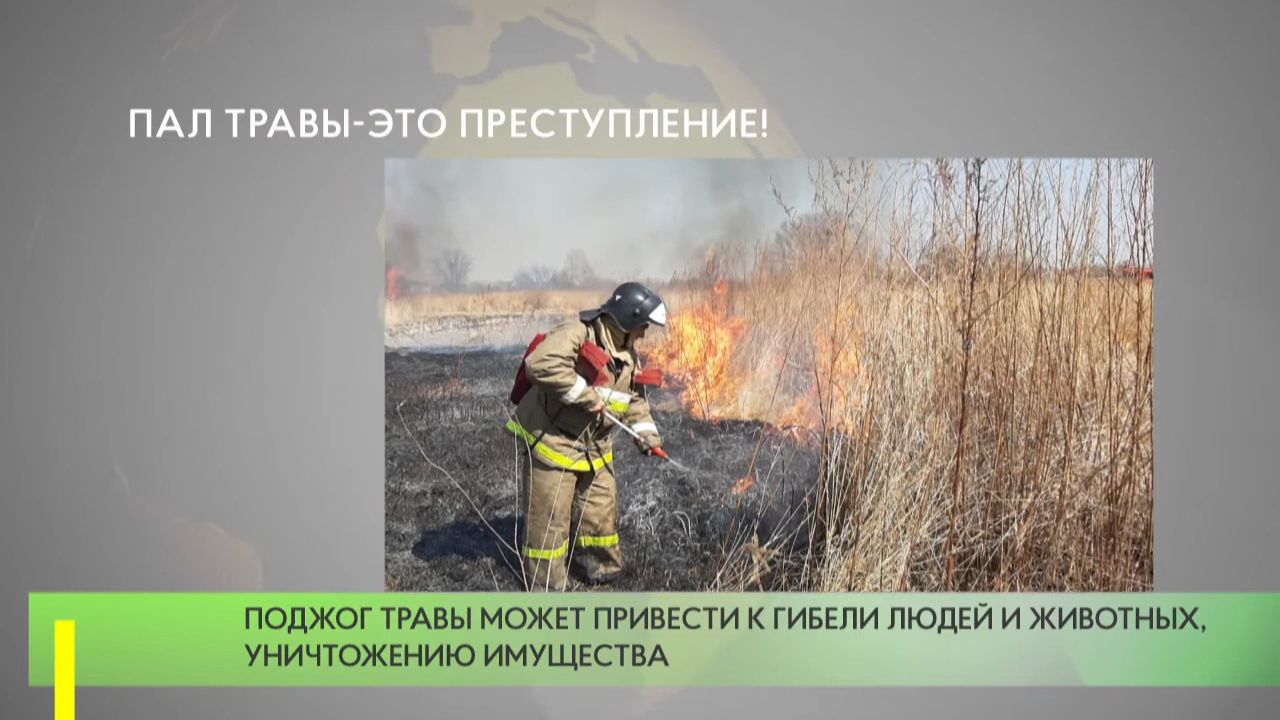 ПАЛ ТРАВЫ-ЭТО ПРЕСТУПЛЕНИЕ!
ПОДЖОГ ТРАВЫ МОЖЕТ ПРИВЕСТИ К ГИБЕЛИ ЛЮДЕЙ И ЖИВОТНЫХ,
УНИЧТОЖЕНИЮ ИМУЩЕСТВА